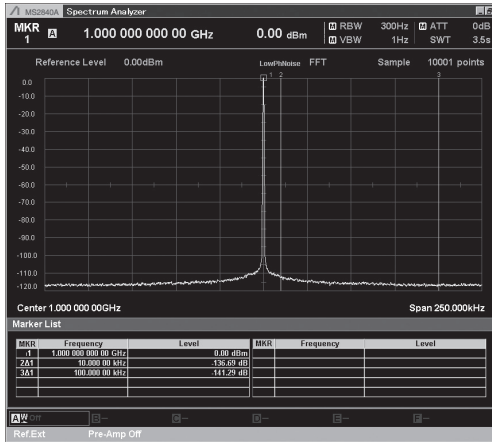 MS2840A Spectrum Analyzer
MKR 1 A 1.000 000 000 00 GHz 0.00 dBm M RBW 300Hz M ATT 0dB
M VBW 1Hz SWT 3.5s
Reference Level 0.00dBm LowPhNoise FFT Sample 10001 points
1 2 3
0.0
-10.0
-20.0
-30.0
-40.0
-50.0
-60.0
-70.0
-80.0
-90.0
-100.0
-110.0
-120.0
Center 1.000 000 00GHz Span 250.000kHz
Marker List
MKR Frequency Level MKR Frequency Level
1 1.000 000 000 00 GHz 0.00 dBm
2Δ1 10.000 00 kHz -136.69 dB
3Δ1 100.000 00 kHz -141.29 dB
A W Off B – C – D – E – F –
Ref.Ext Pre-Amp Off